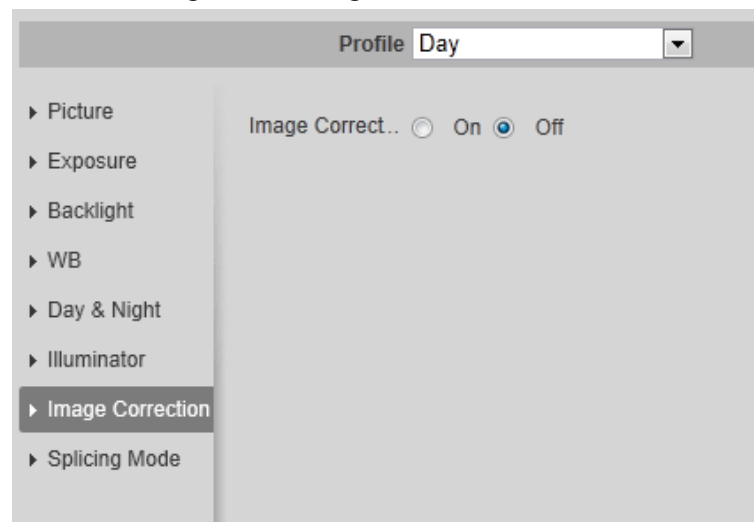 Profile Day
Picture
Image Correct.. On Off
Exposure
Backlight
WB
Day & Night
Illuminator
Image Correction
Splicing Mode